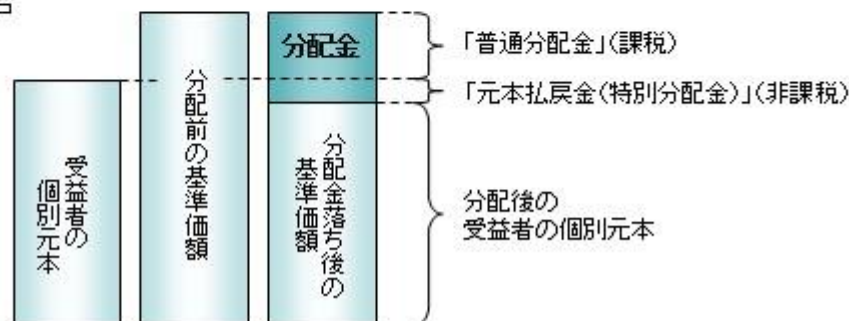 分配金
「普通分配金」(課税)
「元本払戻金(特別分配金)」(非課税)
受益者の
個別元本
分配前の基準価額
分配金落ち後の
基準価額
分配後の
受益者の個別元本